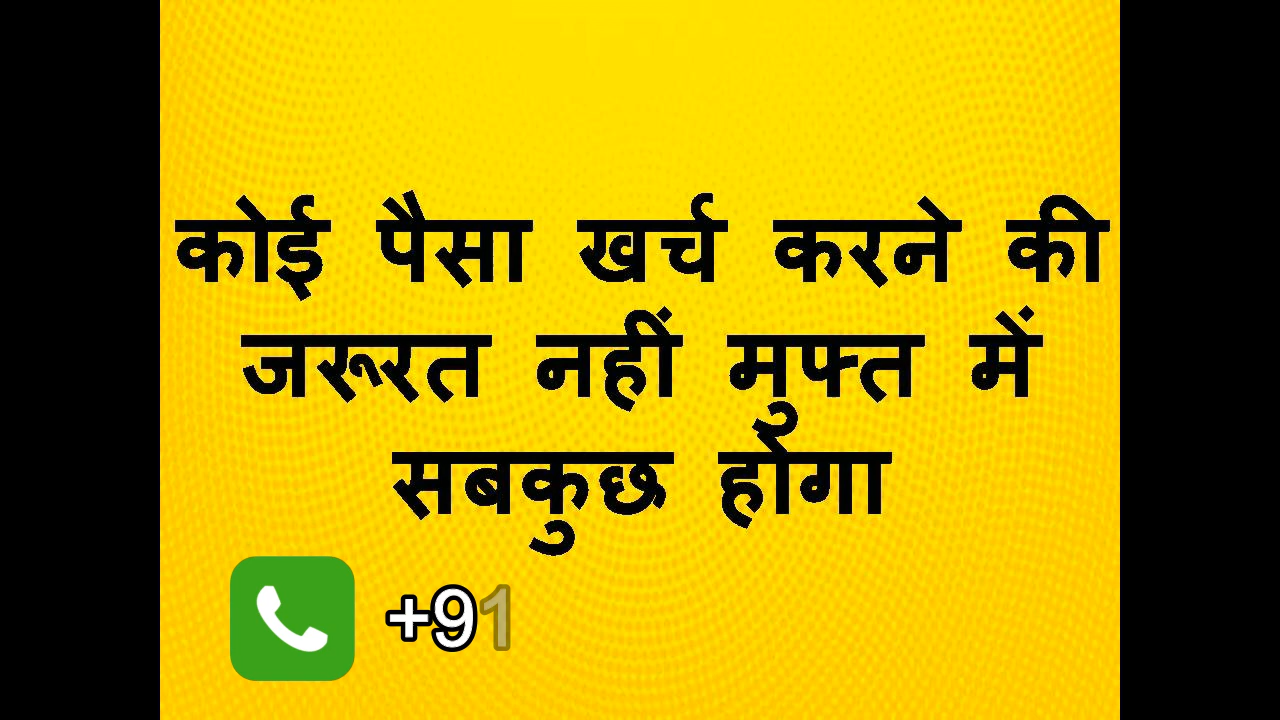 कोई पैसा खर्च करने की
जरूरत नहीं मुफ्त में
सबकुछ होगा
+91